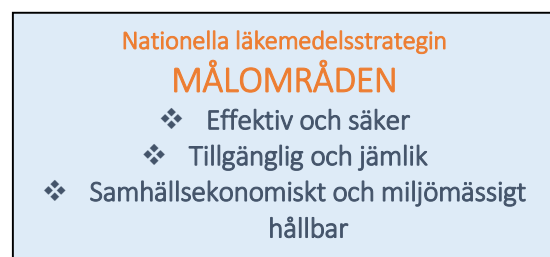 Nationella läkemedelsstrategin
MÅLOMRÅDEN
❖ Effektiv och säker
❖ Tillgänglig och jämlik
❖ Samhällsekonomiskt och miljömässigt
hållbar